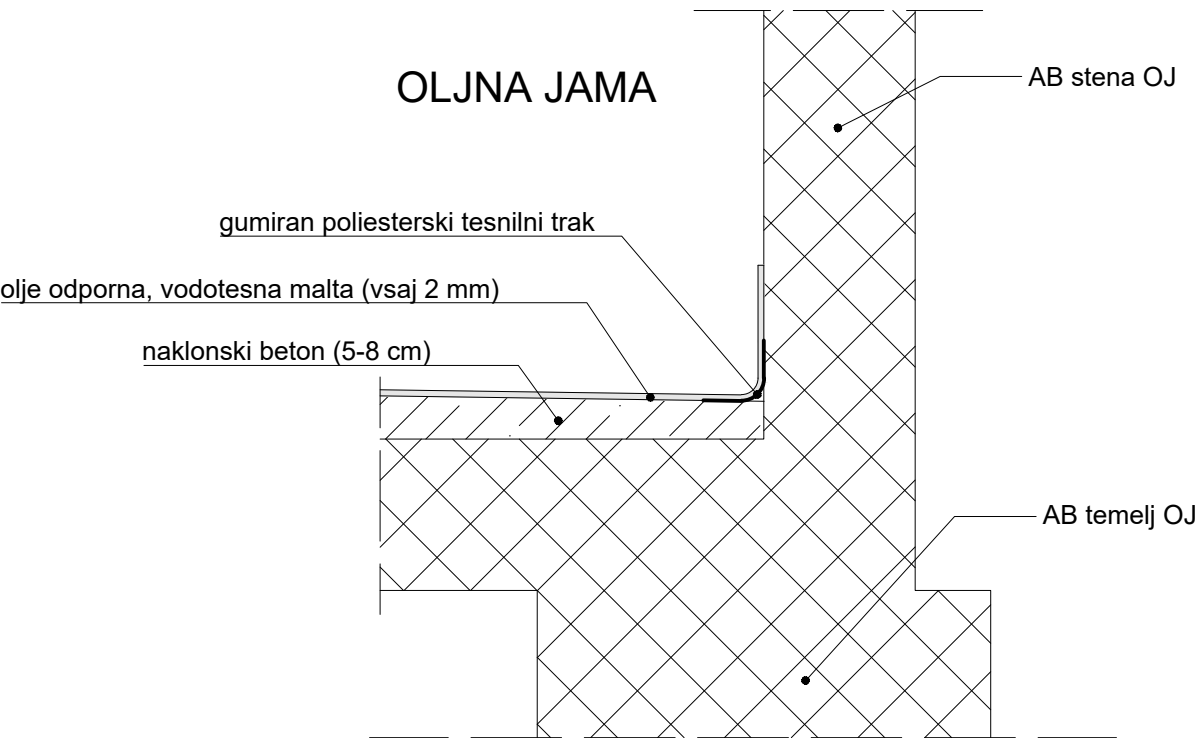 OLJNA JAMA
AB stena OJ
gumiran poliesterski tesnilni trak
olje odporna, vodotesna malta (vsaj 2 mm)
naklonski beton (5-8 cm)
AB temelj OJ